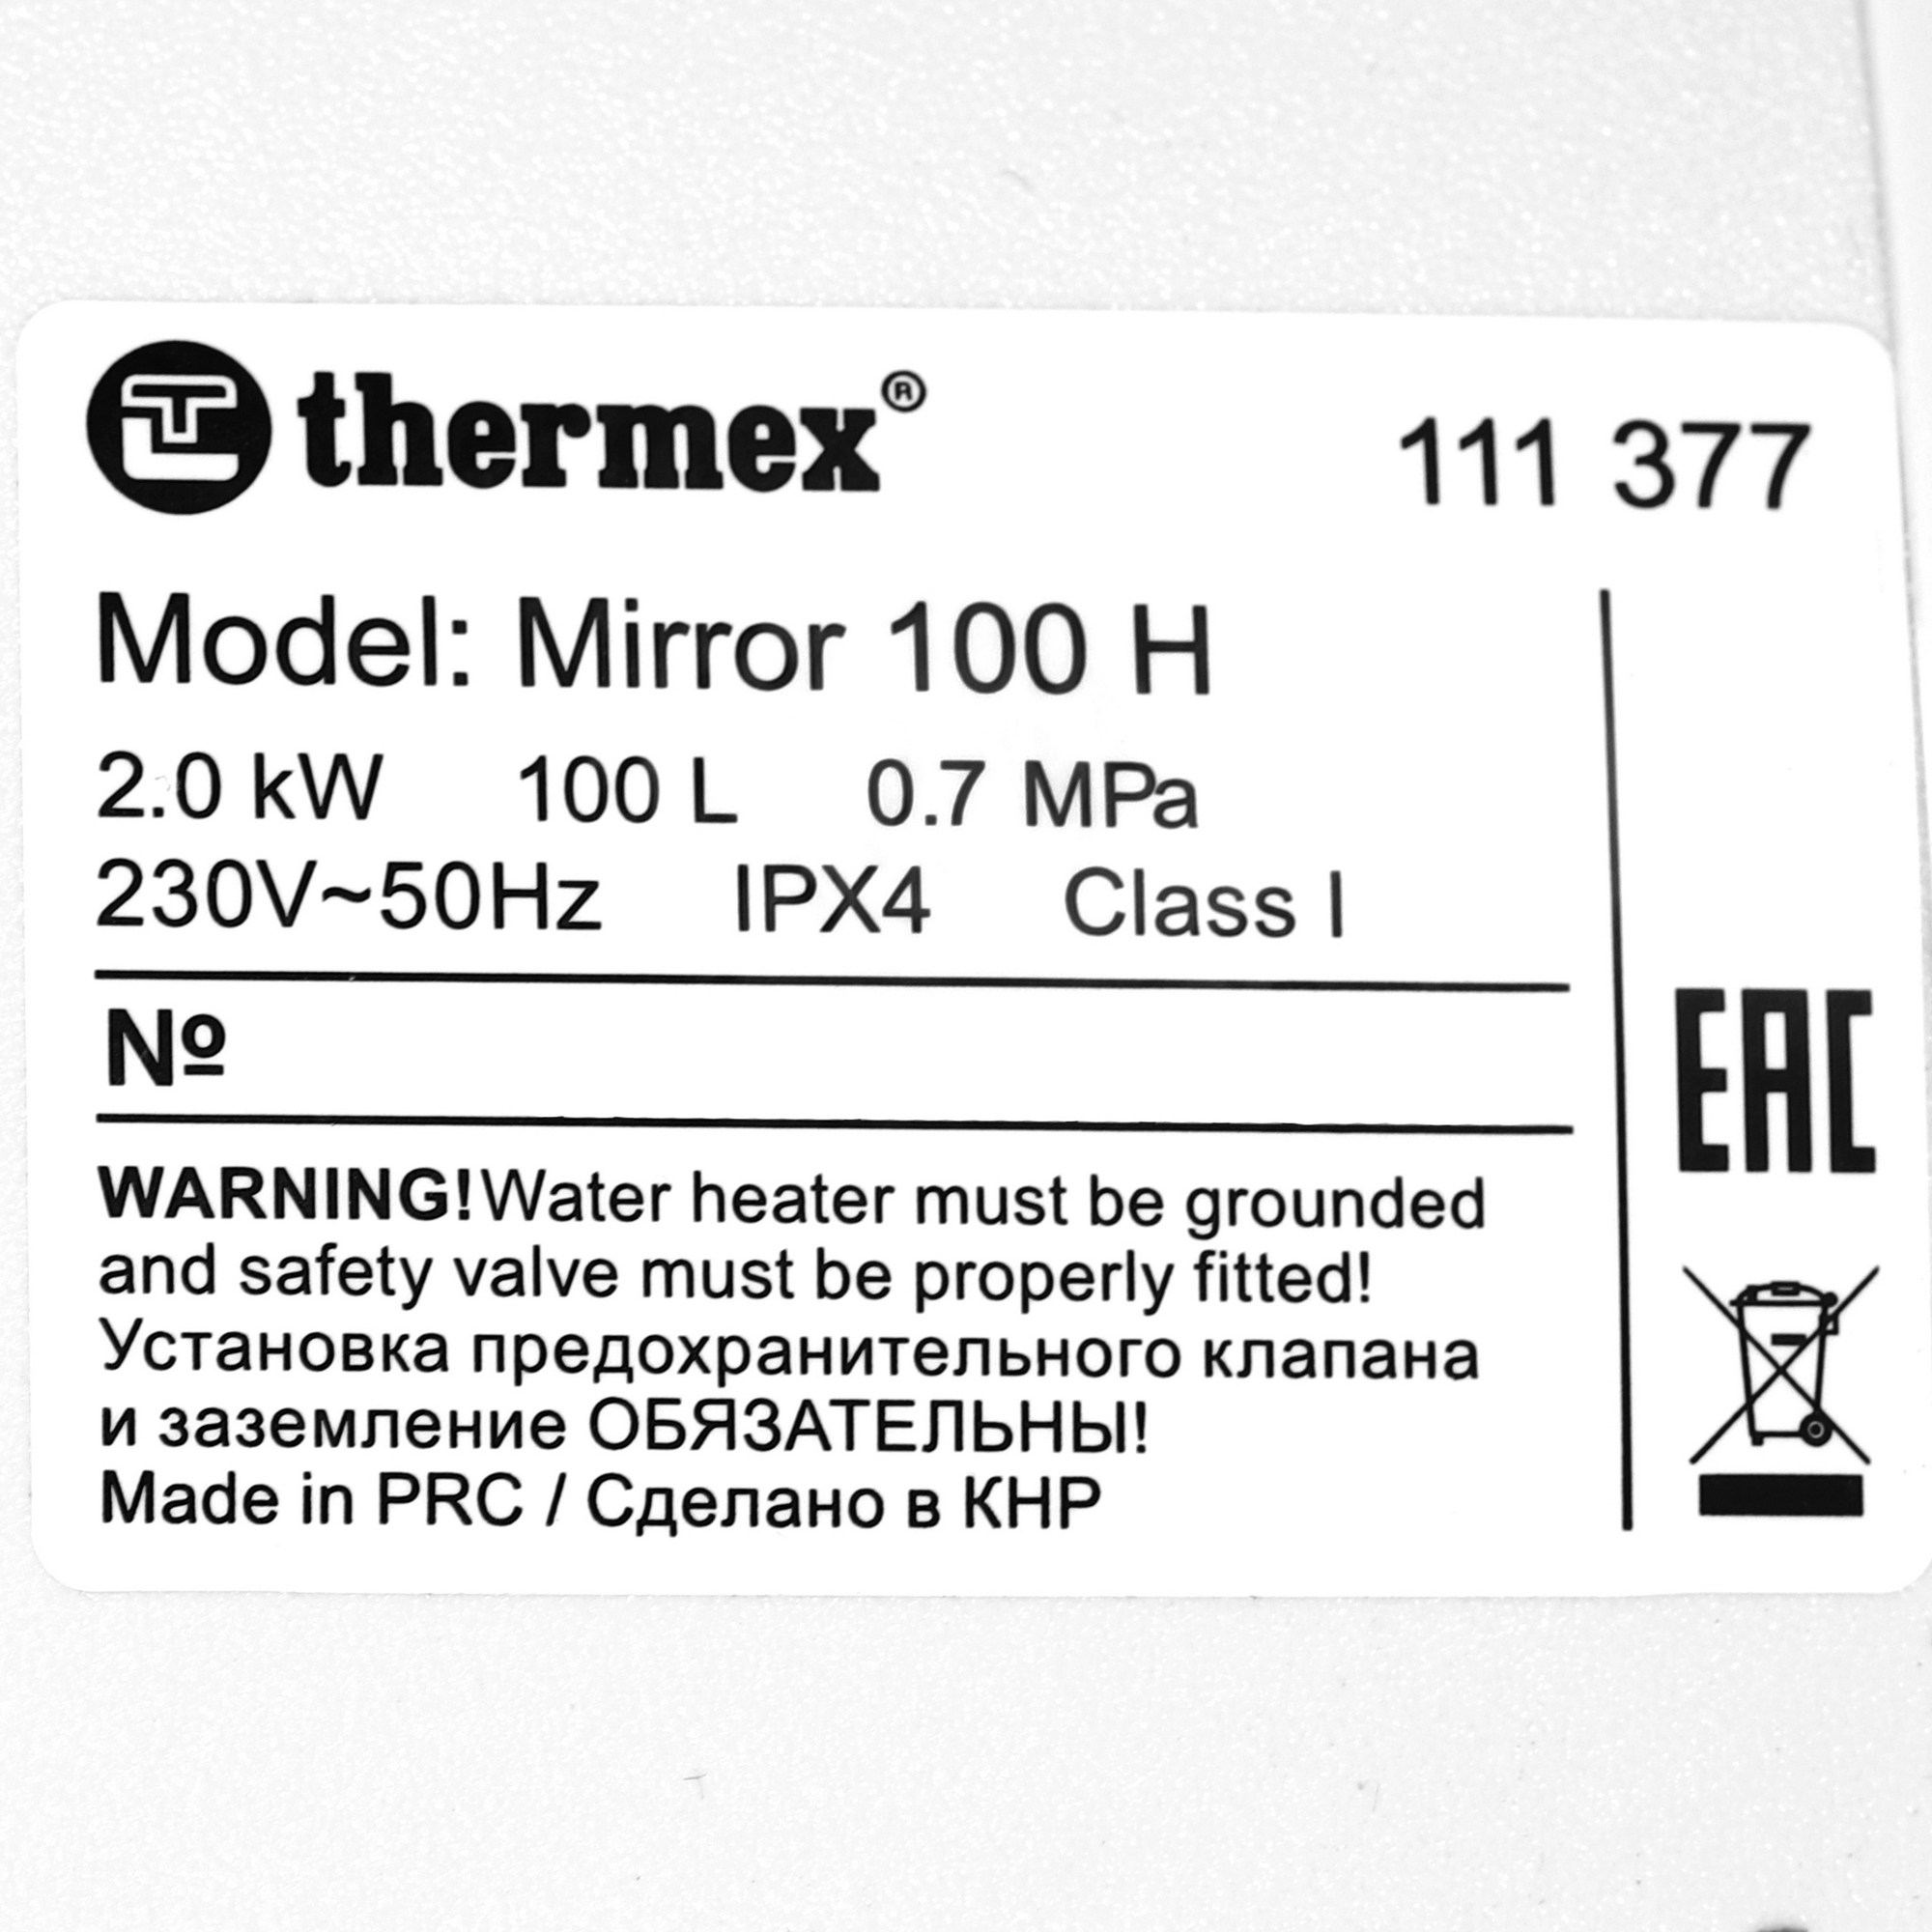 thermex® 111 377
Model: Mirror 100 H
2.0 kW 100 L 0.7 MPa
230V~50Hz IPX4 Class I
№
WARNING! Water heater must be grounded
and safety valve must be properly fitted!
Установка предохранительного клапана
и заземление ОБЯЗАТЕЛЬНЫ!
Made in PRC / Сделано в КНР
EAC